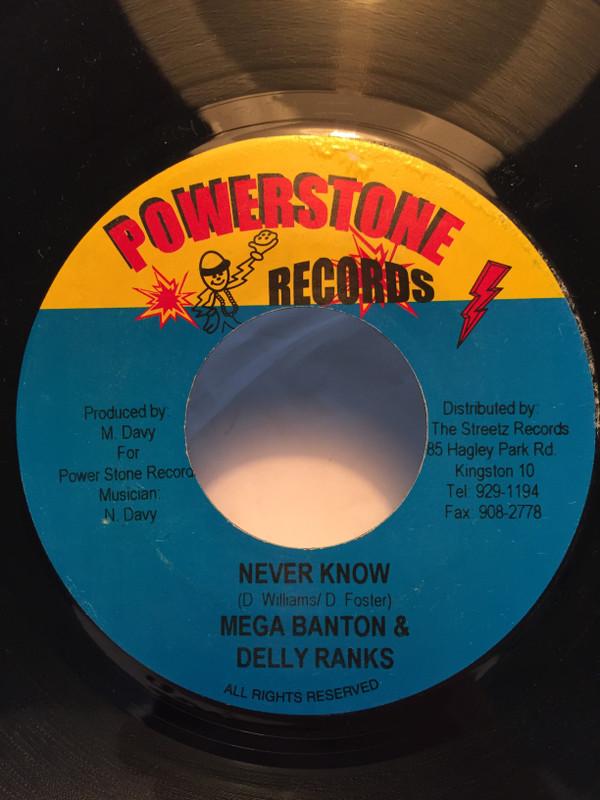 POWERSTONE
RECORDS
Produced by:
M. Davy
For
Power Stone Record
Musician:
N. Davy
Distributed by:
The Streetz Records
85 Hagley Park Rd.
Kingston 10
Tel: 929-1194
Fax: 908-2778
NEVER KNOW
(D. Williams/ D. Foster)
MEGA BANTON &
DELLY RANKS
ALL RIGHTS RESERVED